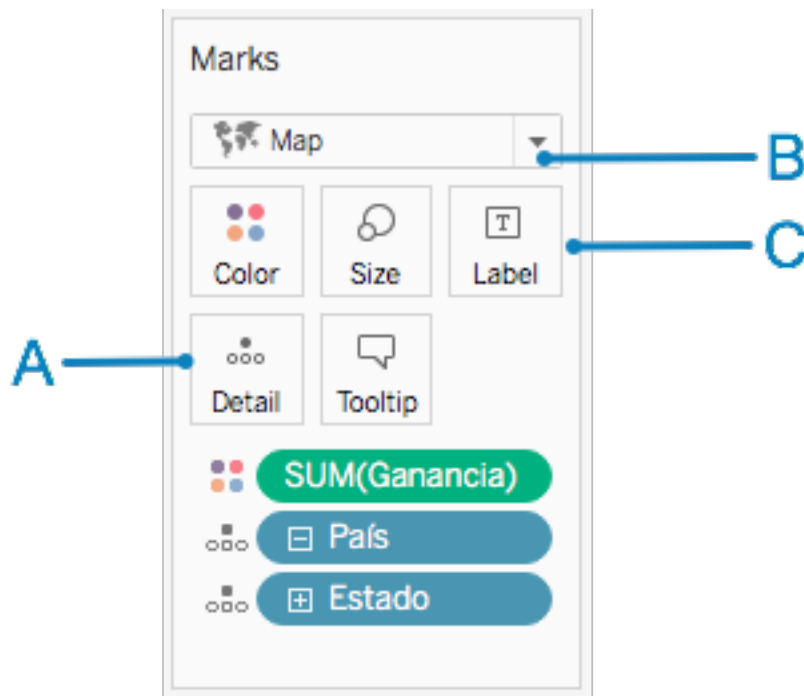 Marks
Map
B
Color Size Label
C
A
Detail Tooltip
SUM(Ganancia)
País
Estado